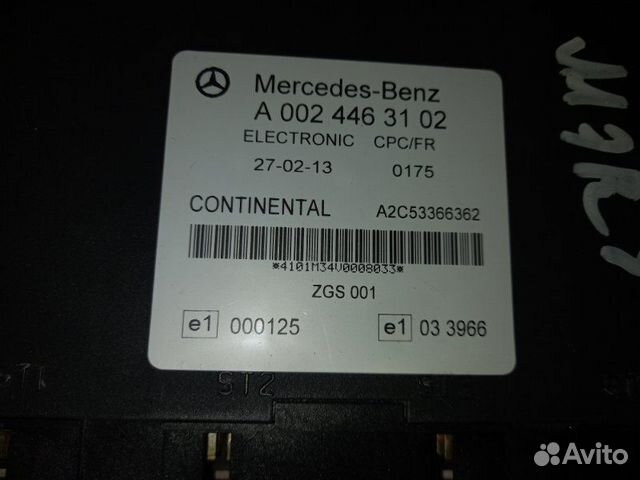 Mercedes-Benz
A 002 446 31 02
ELECTRONIC CPC/FR
27-02-13 0175
CONTINENTAL A2C53366362
*4101M34V0008033*
ZGS 001
e1 000125 e1 03 3966
ST2
Avito